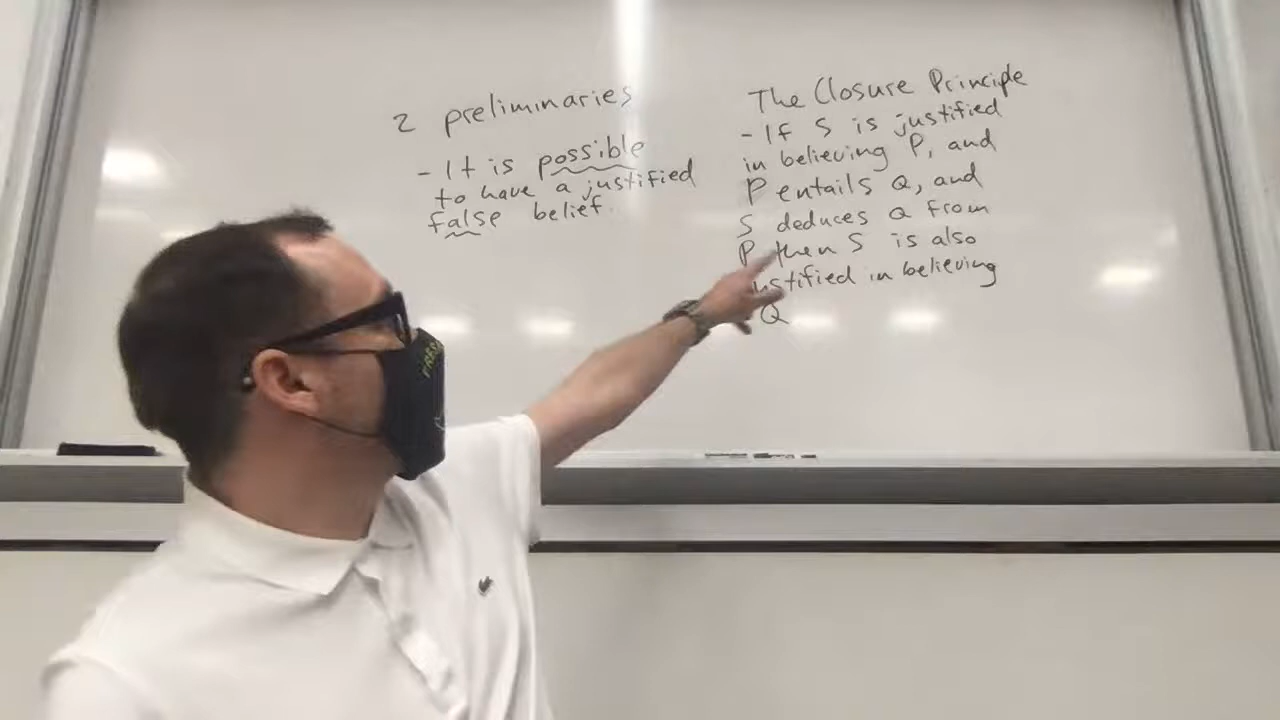 2 preliminaries
- It is possible
to have a justified
false belief.
The Closure Principle
- If S is justified
in believing P, and
P entails Q, and
S deduces Q from
P then S is also
ustified in believing
Q